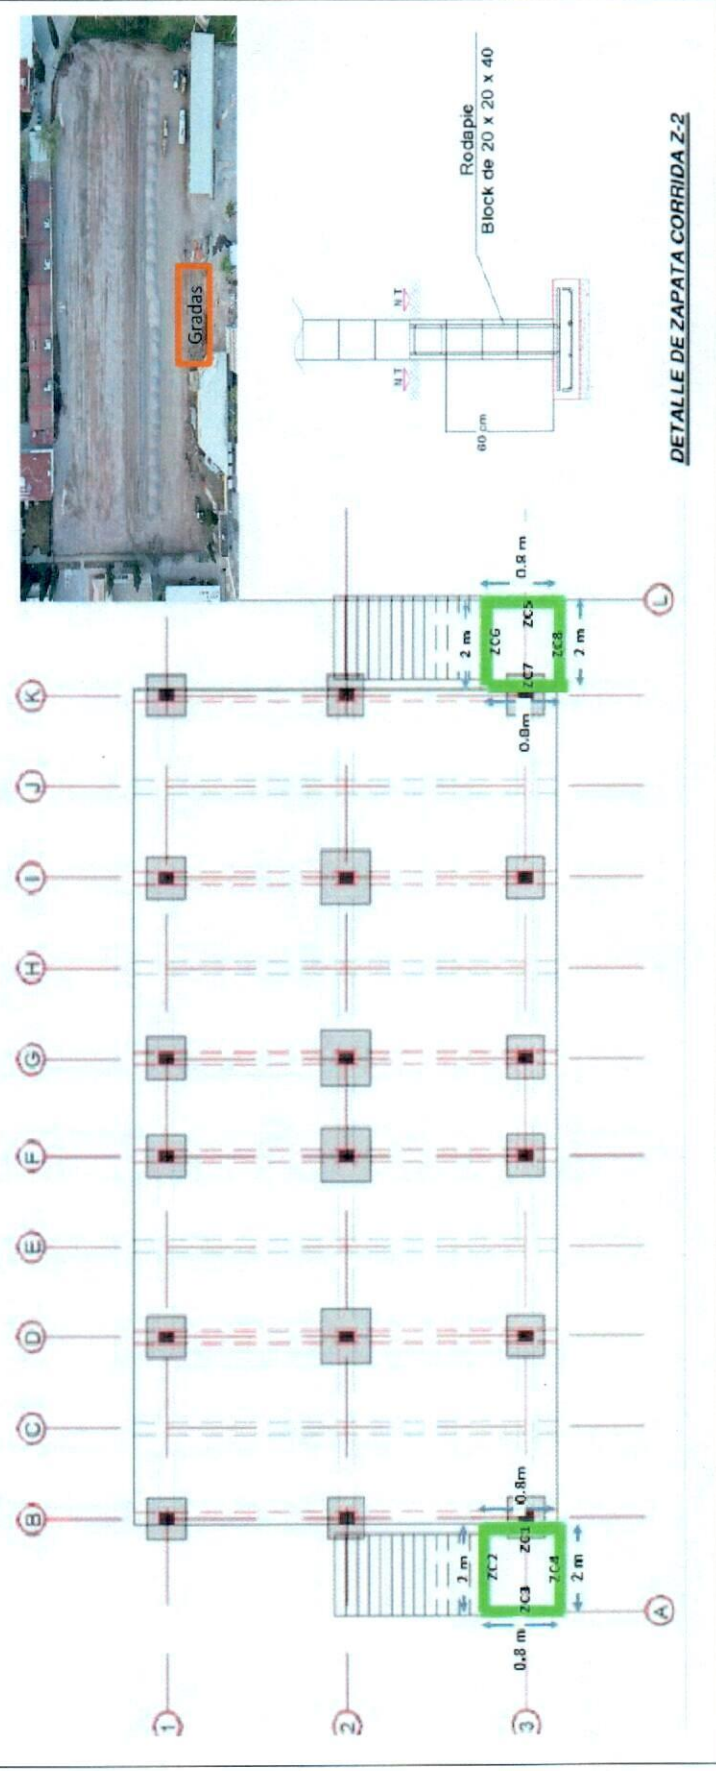 Gradas
Rodapie
Block de 20 x 20 x 40
N T
N T
60 cm
DETALLE DE ZAPATA CORRIDA Z-2
A
B
C
D
E
F
G
H
I
J
K
L
1
2
3
2 m
0.8m
ZC2
ZC1
ZC3
ZC4
0.8 m
2 m
2 m
0.8 m
ZC6
ZC5
ZC7
ZC8
0.8m
2 m